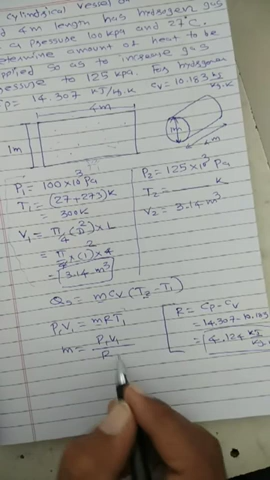 cylindrical vessel of
4m length has hydrogen gas
a pressure 100kpa and 27°C.
determine amount of heat to be
supplied so as to increase gas
pressure to 125 kpa. For hydrogen
Cp = 14.307 kJ/kg.K Cv = 10.183 kJ/kg.K
4m
1m
1m
4m
P₁ = 100×10³ Pa
T₁ = (27+273) K
= 300K
V₁ = π/4 (D²) × L
= π/4 × (1)² × 4
= 3.14 m³
P₂ = 125×10³ Pa
T₂ = ___ K
V₂ = 3.14 m³
Q = mCv (T₂ - T₁)
P₁V₁ = mRT₁
m = P₁V₁ / R
R = Cp - Cv
= 14.307 - 10.183
= 4.124 kJ/kg.K